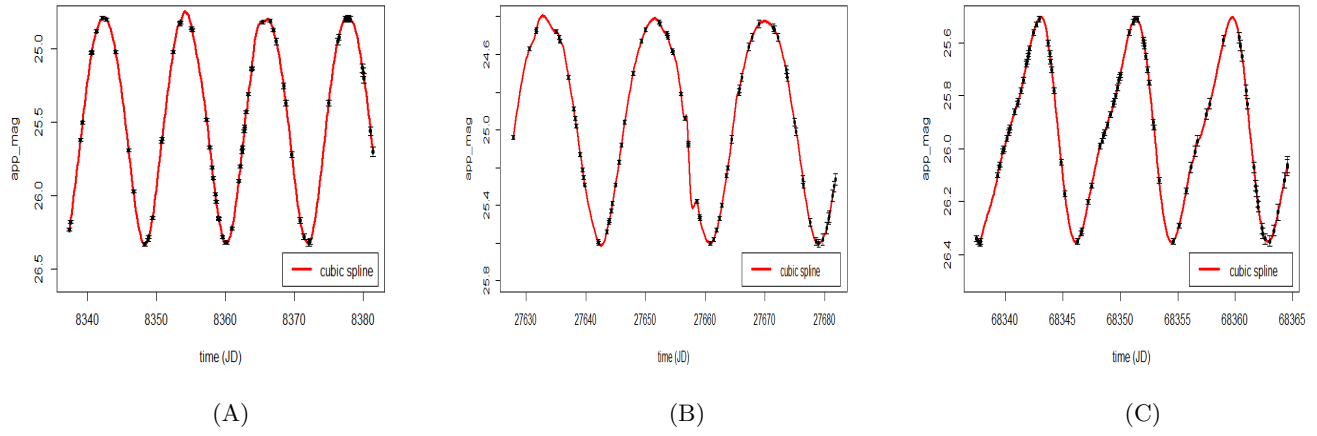 app_mag
25.0
25.5
26.0
26.5
8340
8350
8360
8370
8380
time (JD)
cubic spline
(A)
app_mag
24.6
25.0
25.4
25.8
27630
27640
27650
27660
27670
27680
time (JD)
cubic spline
(B)
app_mag
25.6
25.8
26.0
26.2
26.4
68340
68345
68350
68355
68360
68365
time (JD)
cubic spline
(C)